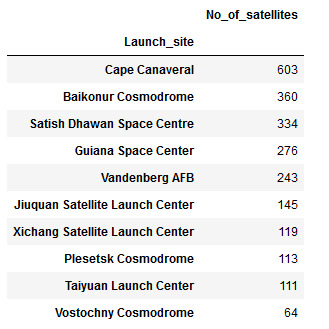 No_of_satellites
Launch_site
Cape Canaveral 603
Baikonur Cosmodrome 360
Satish Dhawan Space Centre 334
Guiana Space Center 276
Vandenberg AFB 243
Jiuquan Satellite Launch Center 145
Xichang Satellite Launch Center 119
Plesetsk Cosmodrome 113
Taiyuan Launch Center 111
Vostochny Cosmodrome 64